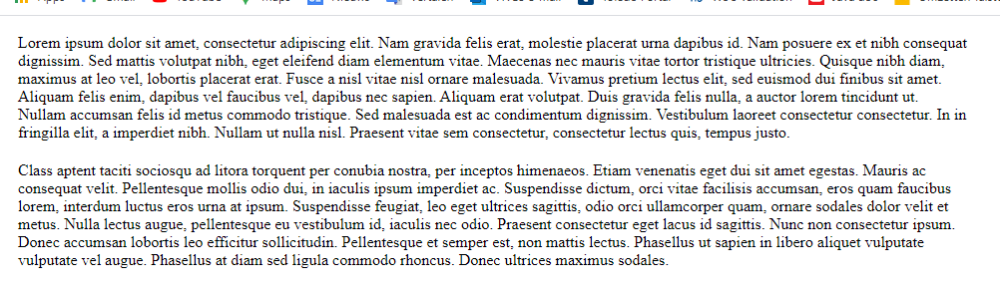 Lorem ipsum dolor sit amet, consectetur adipiscing elit. Nam gravida felis erat, molestie placerat urna dapibus id. Nam posuere ex et nibh consequat
dignissim. Sed mattis volutpat nibh, eget eleifend diam elementum vitae. Maecenas nec mauris vitae tortor tristique ultricies. Quisque nibh diam,
maximus at leo vel, lobortis placerat erat. Fusce a nisl vitae nisl ornare malesuada. Vivamus pretium lectus elit, sed euismod dui finibus sit amet.
Aliquam felis enim, dapibus vel faucibus vel, dapibus nec sapien. Aliquam erat volutpat. Duis gravida felis nulla, a auctor lorem tincidunt ut.
Nullam accumsan felis id metus commodo tristique. Sed malesuada est ac condimentum dignissim. Vestibulum laoreet consectetur consectetur. In in
fringilla elit, a imperdiet nibh. Nullam ut nulla nisl. Praesent vitae sem consectetur, consectetur lectus quis, tempus justo.
Class aptent taciti sociosqu ad litora torquent per conubia nostra, per inceptos himenaeos. Etiam venenatis eget dui sit amet egestas. Mauris ac
consequat velit. Pellentesque mollis odio dui, in iaculis ipsum imperdiet ac. Suspendisse dictum, orci vitae facilisis accumsan, eros quam faucibus
lorem, interdum luctus eros urna at ipsum. Suspendisse feugiat, leo eget ultrices sagittis, odio orci ullamcorper quam, ornare sodales dolor velit et
metus. Nulla lectus augue, pellentesque eu vestibulum id, iaculis nec odio. Praesent consectetur eget lacus id sagittis. Nunc non consectetur ipsum.
Donec accumsan lobortis leo efficitur sollicitudin. Pellentesque et semper est, non mattis lectus. Phasellus ut sapien in libero aliquet vulputate
vulputate vel augue. Phasellus at diam sed ligula commodo rhoncus. Donec ultrices maximus sodales.